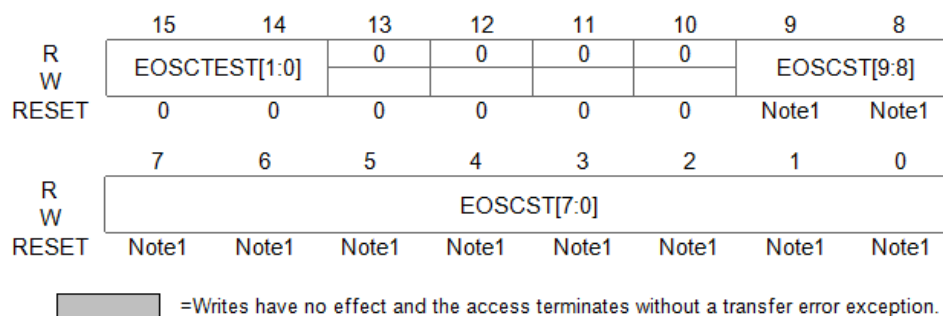 15 14 13 12 11 10 9 8
R EOSCTEST[1:0] 0 0 0 0 EOSCST[9:8]
W
RESET 0 0 0 0 0 0 Note1 Note1
7 6 5 4 3 2 1 0
R
EOSCST[7:0]
W
RESET Note1 Note1 Note1 Note1 Note1 Note1 Note1 Note1
=Writes have no effect and the access terminates without a transfer error exception.